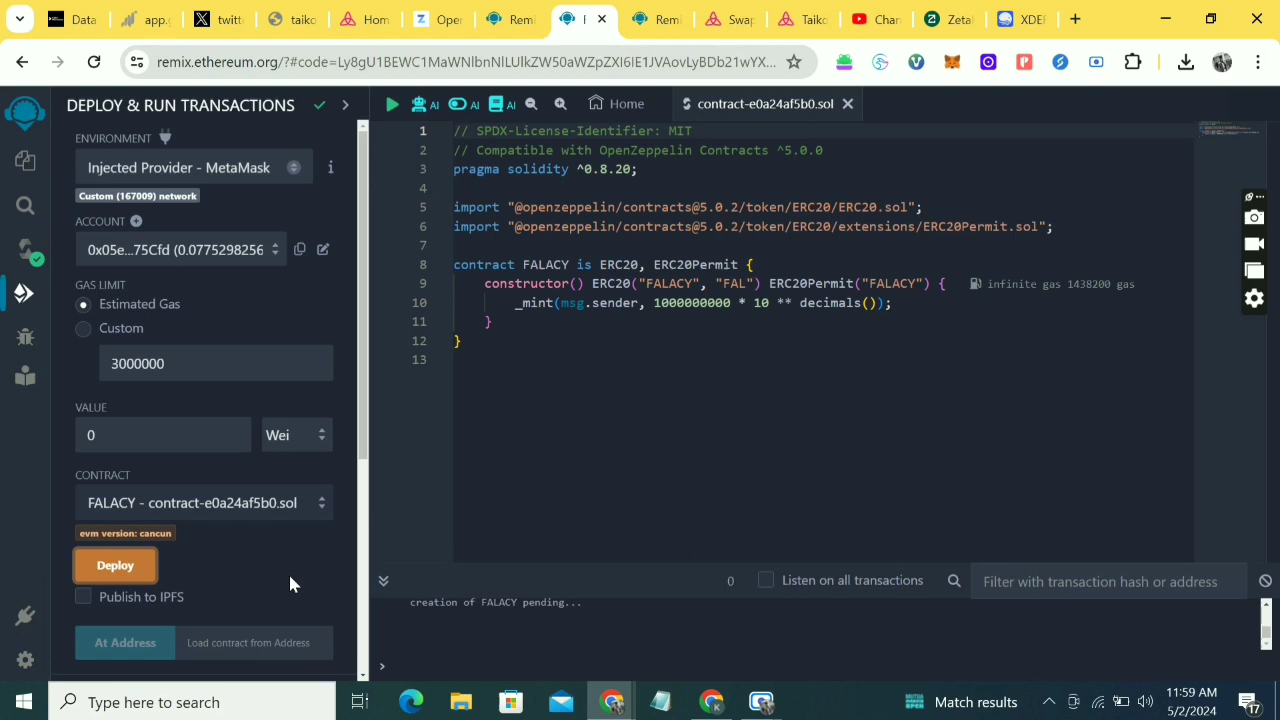 Data
app.g
twitt
taiko
Hom
Oper
Remi
F
Remi
Swap
Taiko
Chan
Zetal
XDEF
remix.ethereum.org/?#code=Ly8gU1BEWC1MaWNlbnNlLUlkZW50aWZpZXI6IE1JVAovLyBDb21wYX...
DEPLOY & RUN TRANSACTIONS
ENVIRONMENT
Injected Provider - MetaMask
i
Custom (167009) network
ACCOUNT
0x05e...75Cfd (0.0775298256
GAS LIMIT
Estimated Gas
Custom
3000000
VALUE
0
Wei
CONTRACT
FALACY - contract-e0a24af5b0.sol
evm version: cancun
Deploy
Publish to IPFS
At Address
Load contract from Address
AI
AI
AI
Home
contract-e0a24af5b0.sol
1 // SPDX-License-Identifier: MIT
2 // Compatible with OpenZeppelin Contracts ^5.0.0
3 pragma solidity ^0.8.20;
4
5 import "@openzeppelin/contracts@5.0.2/token/ERC20/ERC20.sol";
6 import "@openzeppelin/contracts@5.0.2/token/ERC20/extensions/ERC20Permit.sol";
7
8 contract FALACY is ERC20, ERC20Permit {
9 constructor() ERC20("FALACY", "FAL") ERC20Permit("FALACY") { infinite gas 1438200 gas
10 _mint(msg.sender, 1000000000 * 10 ** decimals());
11 }
12 }
13
0
Listen on all transactions
Filter with transaction hash or address
creation of FALACY pending...
>
Type here to search
Match results
11:59 AM
5/2/2024
17